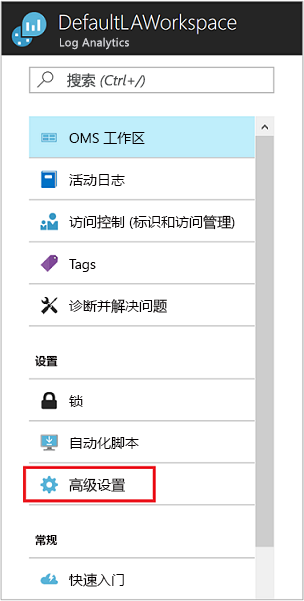 DefaultLAWorkspace
Log Analytics
搜索 (Ctrl+/)
OMS 工作区
活动日志
访问控制 (标识和访问管理)
Tags
诊断并解决问题
设置
锁
自动化脚本
高级设置
常规
快速入门